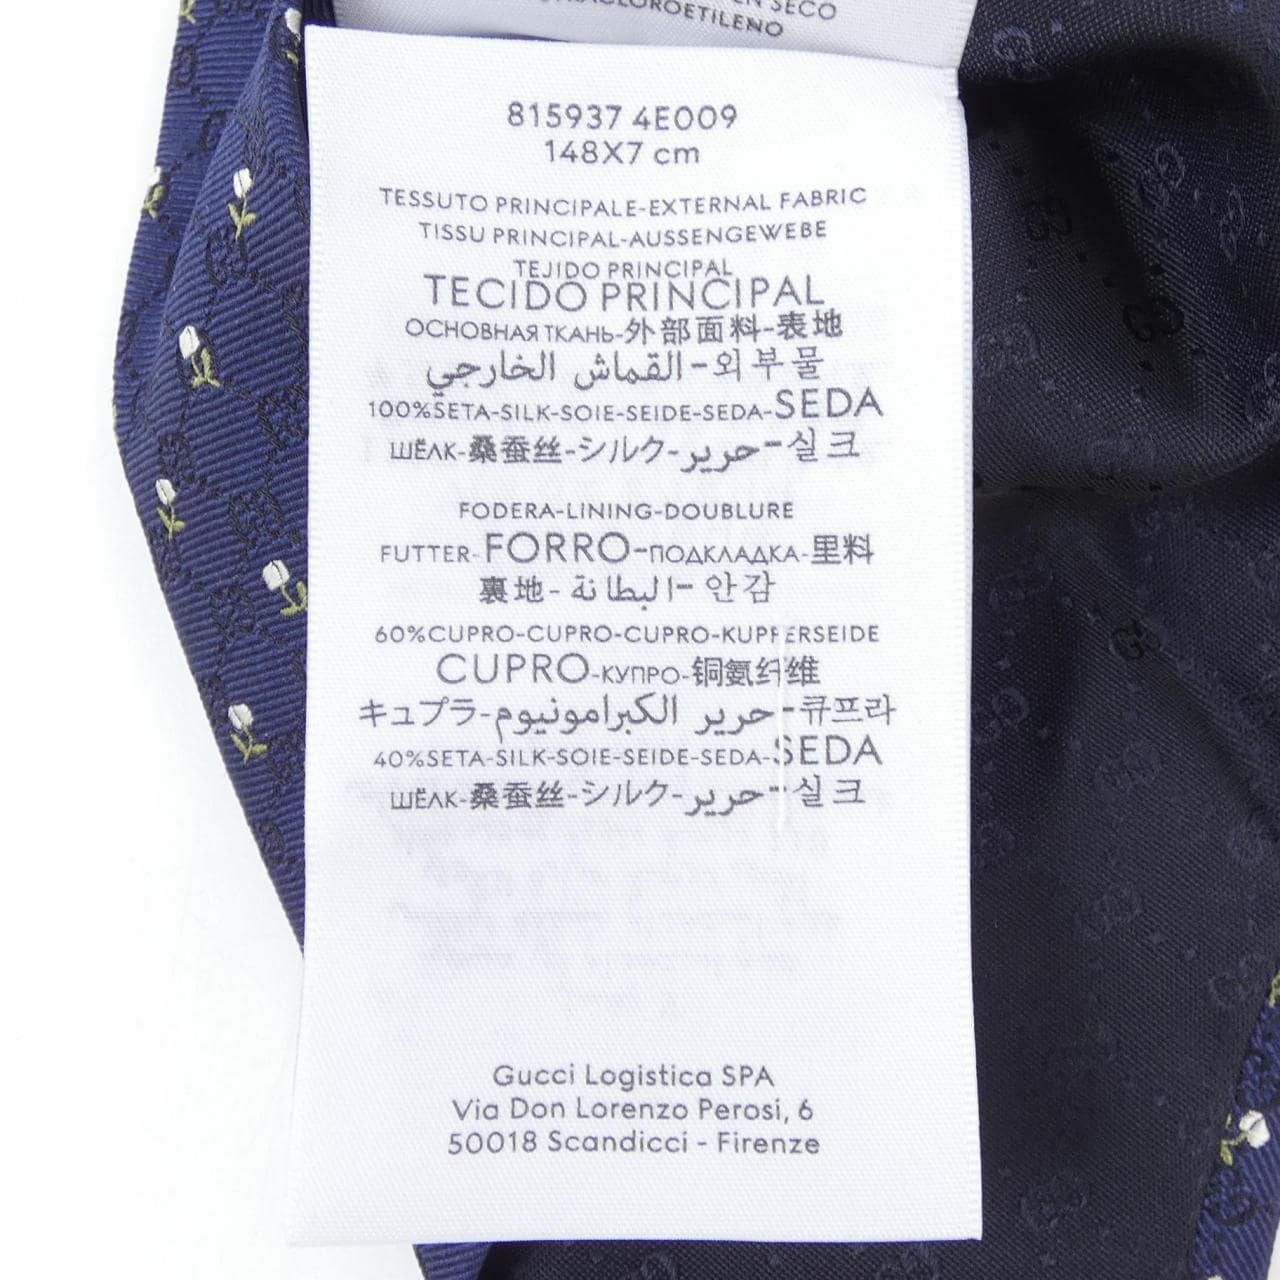 EN SECO
815937 4E009
148X7 cm
TESSUTO PRINCIPALE-EXTERNAL FABRIC
TISSU PRINCIPAL-AUSSENGEWEBE
TEJIDO PRINCIPAL
TECIDO PRINCIPAL
ОСНОВНАЯ ТКАНЬ-外部面料-表地
القماش الخارجي-외부물
100%SETA-SILK-SOIE-SEIDE-SEDA-SEDA
ШЁЛК-桑蚕丝-シルク-حرير-실크
FODERA-LINING-DOUBLURE
FUTTER-FORRO-ПОДКЛАДКА-里料
裏地-البطانة-안감
60%CUPRO-CUPRO-CUPRO-KUPFERSEIDE
CUPRO-КУПРО-铜氨纤维
キュプラ-حرير الكبرامونيوم-큐프라
40%SETA-SILK-SOIE-SEIDE-SEDA-SEDA
ШЁЛК-桑蚕丝-シルク-حرير-실크
Gucci Logistica SPA
Via Don Lorenzo Perosi, 6
50018 Scandicci - Firenze